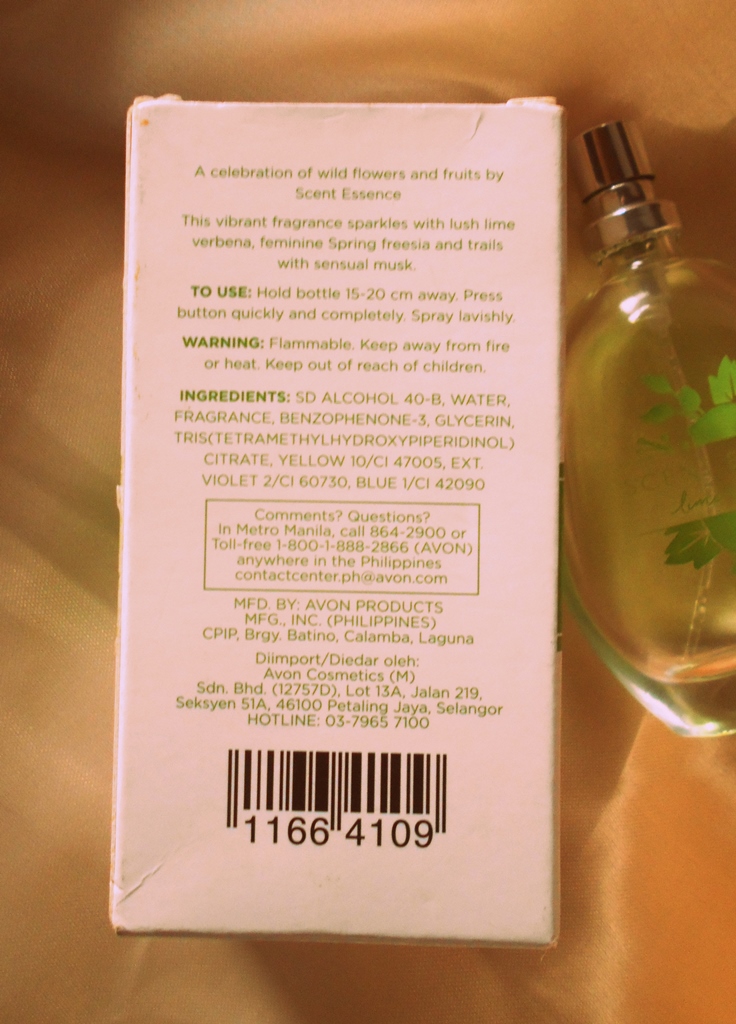 A celebration of wild flowers and fruits by
Scent Essence
This vibrant fragrance sparkles with lush lime
verbena, feminine Spring freesia and trails
with sensual musk.
TO USE: Hold bottle 15-20 cm away. Press
button quickly and completely. Spray lavishly.
WARNING: Flammable. Keep away from fire
or heat. Keep out of reach of children.
INGREDIENTS: SD ALCOHOL 40-B, WATER,
FRAGRANCE, BENZOPHENONE-3, GLYCERIN,
TRIS(TETRAMETHYLHYDROXYPIPERIDINOL)
CITRATE, YELLOW 10/CI 47005, EXT.
VIOLET 2/CI 60730, BLUE 1/CI 42090
Comments? Questions?
In Metro Manila, call 864-2900 or
Toll-free 1-800-1-888-2866 (AVON)
anywhere in the Philippines
contactcenter.ph@avon.com
MFD. BY: AVON PRODUCTS
MFG., INC. (PHILIPPINES)
CPIP, Brgy. Batino, Calamba, Laguna
Diimport/Diedar oleh:
Avon Cosmetics (M)
Sdn. Bhd. (12757D), Lot 13A, Jalan 219,
Seksyen 51A, 46100 Petaling Jaya, Selangor
HOTLINE: 03-7965 7100
1166 4109